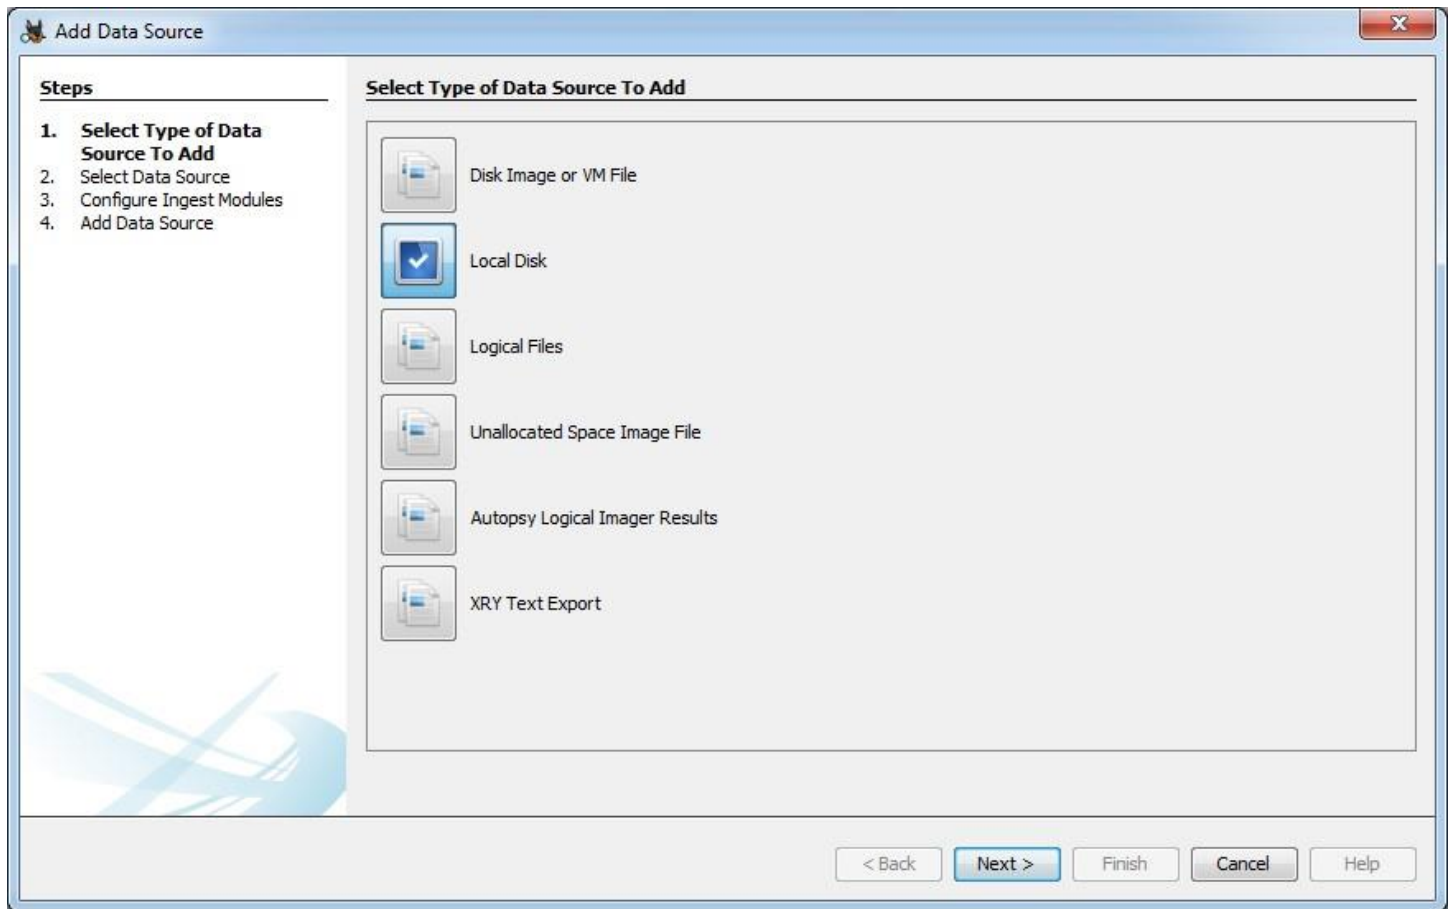 Add Data Source
Steps
1. Select Type of Data
Source To Add
2. Select Data Source
3. Configure Ingest Modules
4. Add Data Source
Select Type of Data Source To Add
Disk Image or VM File
Local Disk
Logical Files
Unallocated Space Image File
Autopsy Logical Imager Results
XRY Text Export
< Back Next > Finish Cancel Help